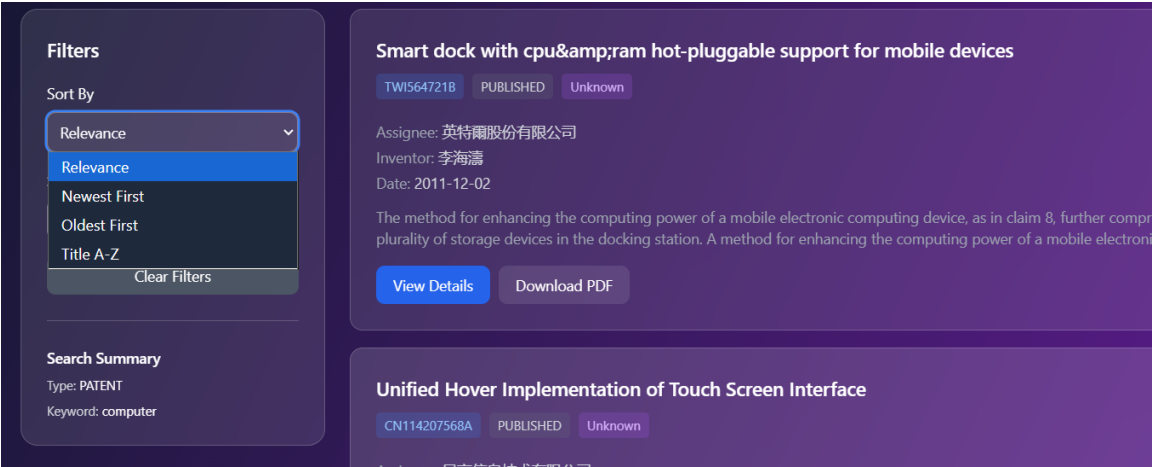 Filters
Sort By
Relevance
Relevance
Newest First
Oldest First
Title A-Z
Clear Filters
Search Summary
Type: PATENT
Keyword: computer
Smart dock with cpu&amp;ram hot-pluggable support for mobile devices
TWI564721B PUBLISHED Unknown
Assignee: 英特爾股份有限公司
Inventor: 李海濤
Date: 2011-12-02
The method for enhancing the computing power of a mobile electronic computing device, as in claim 8, further compr
plurality of storage devices in the docking station. A method for enhancing the computing power of a mobile electroni
View Details Download PDF
Unified Hover Implementation of Touch Screen Interface
CN114207568A PUBLISHED Unknown